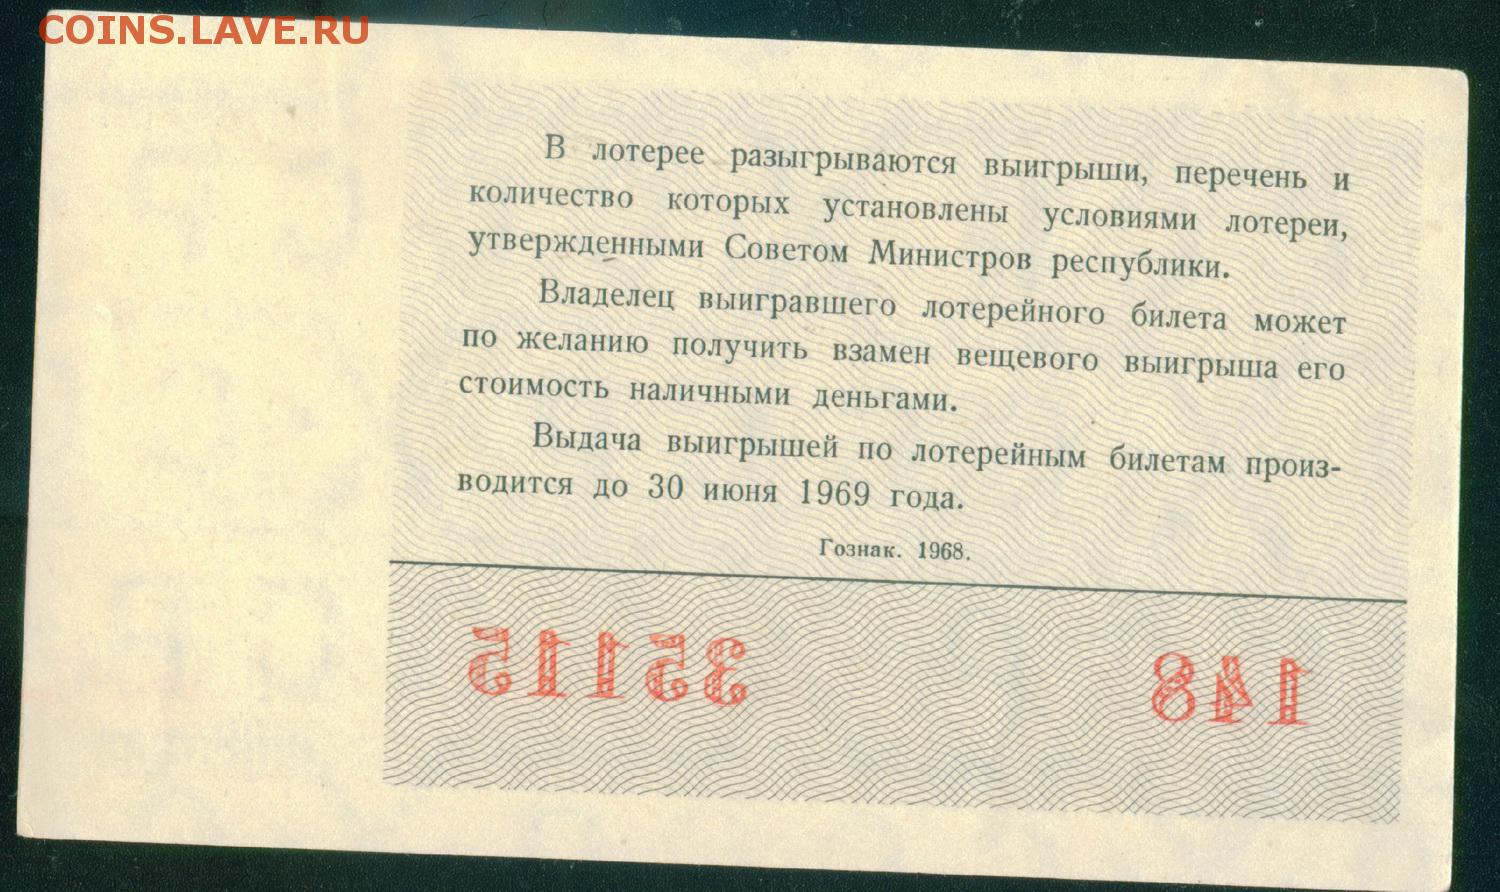 COINS.LAVE.RU
В лотерее разыгрываются выигрыши, перечень и
количество которых установлены условиями лотереи,
утвержденными Советом Министров республики.
Владелец выигравшего лотерейного билета может
по желанию получить взамен вещевого выигрыша его
стоимость наличными деньгами.
Выдача выигрышей по лотерейным билетам произ-
водится до 30 июня 1969 года.
Гознак. 1968.
35115
148